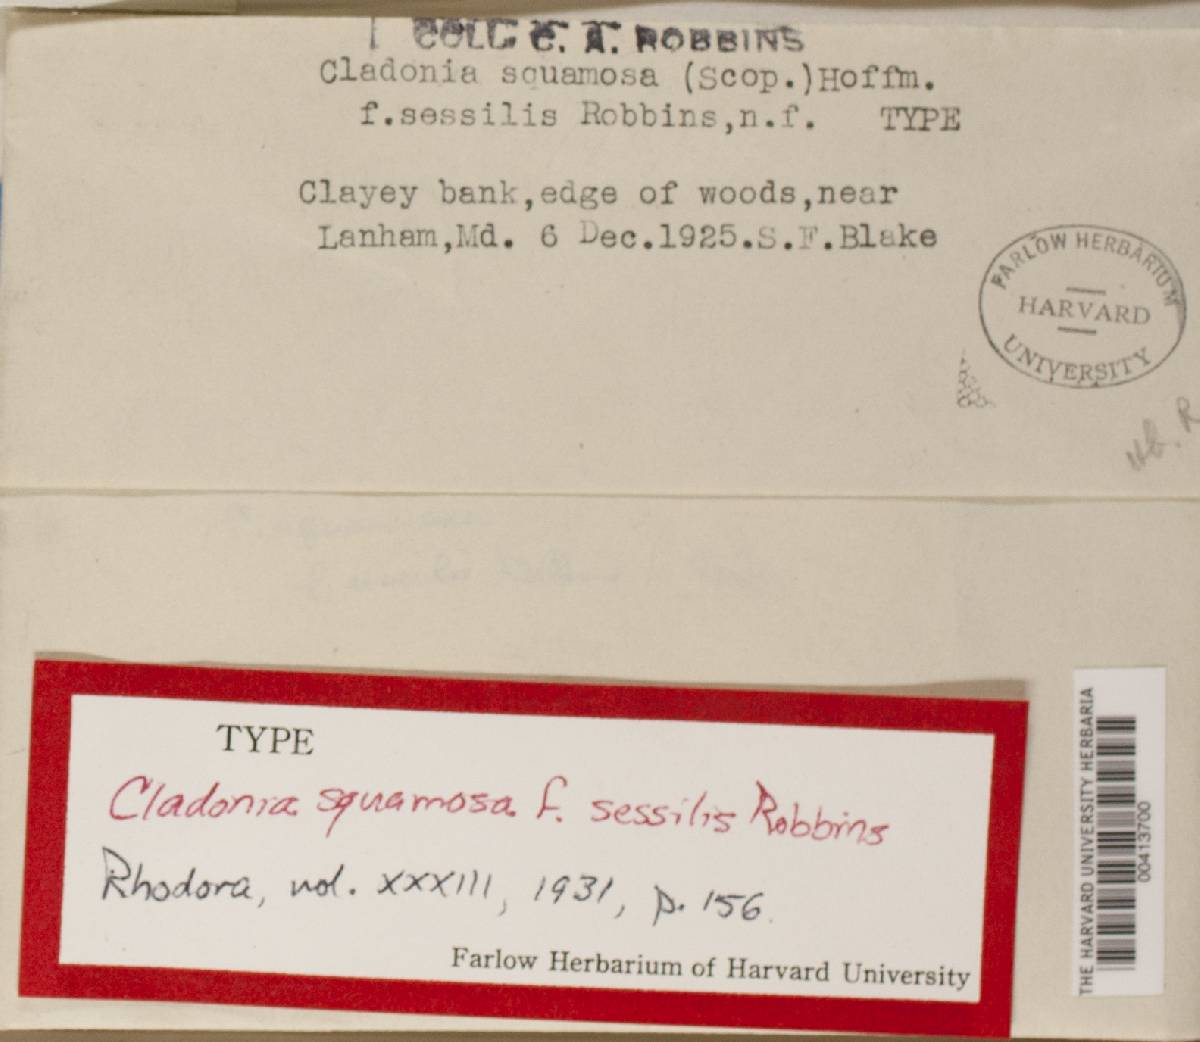 COLL. C. A. ROBBINS
Cladonia squamosa (Scop.)Hoffm.
f.sessilis Robbins,n.f. TYPE
Clayey bank,edge of woods,near
Lanham,Md. 6 Dec.1925.S.F.Blake
FARLOW HERBARIUM
HARVARD
UNIVERSITY
TYPE
Cladonia squamosa f. sessilis Robbins
Rhodora, vol. XXXIII, 1931, p. 156.
Farlow Herbarium of Harvard University
THE HARVARD UNIVERSITY HERBARIA
00413700